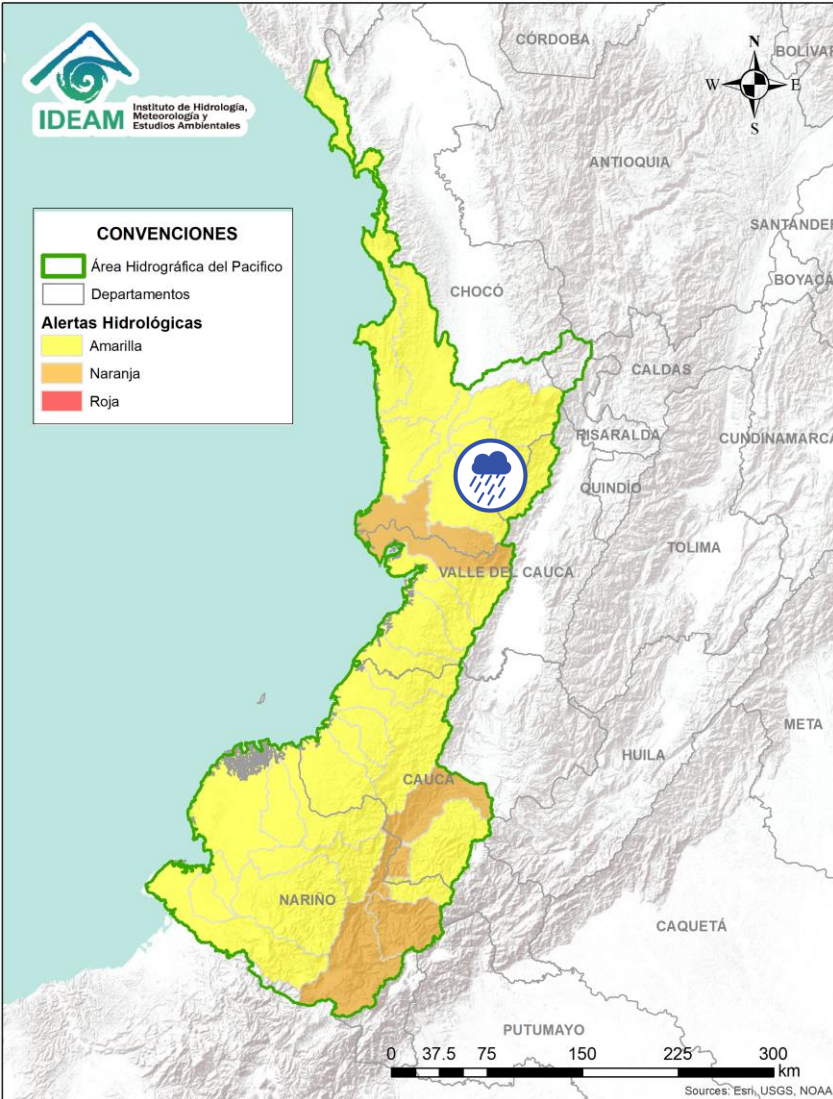 IDEAM
Instituto de Hidrología,
Meteorología y
Estudios Ambientales
CÓRDOBA
N
BOLÍVAR
W
E
S
ANTIOQUIA
SANTANDER
CONVENCIONES
Área Hidrográfica del Pacifico
Departamentos
Alertas Hidrológicas
Amarilla
Naranja
Roja
BOYACÁ
CHOCÓ
CALDAS
RISARALDA
CUNDINAMARCA
QUINDÍO
TOLIMA
VALLE DEL CAUCA
META
HUILA
CAUCA
NARIÑO
CAQUETÁ
PUTUMAYO
0 37.5 75 150 225 300
km
Sources: Esri, USGS, NOAA